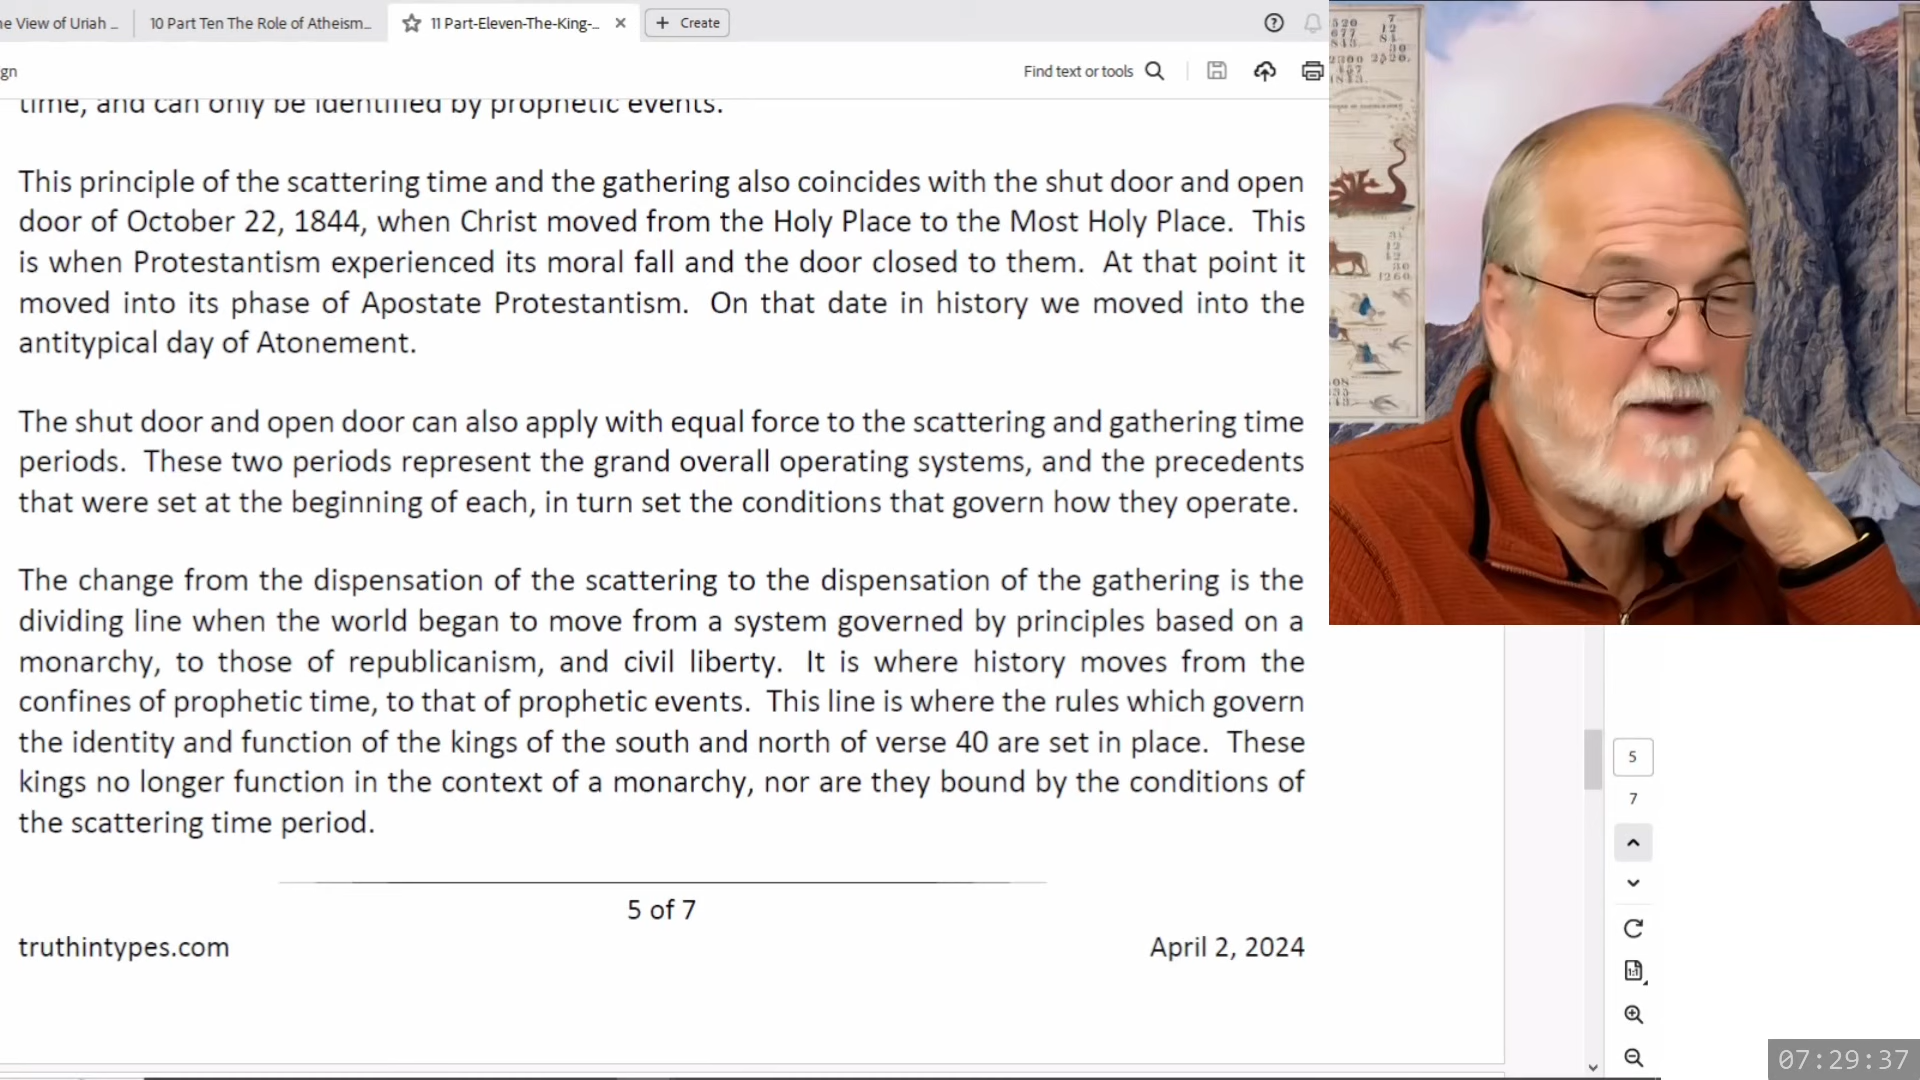 he View of Uriah ...
10 Part Ten The Role of Atheism...
11 Part-Eleven-The-King-...
Create
gn
Find text or tools
time, and can only be identified by prophetic events.
This principle of the scattering time and the gathering also coincides with the shut door and open
door of October 22, 1844, when Christ moved from the Holy Place to the Most Holy Place. This
is when Protestantism experienced its moral fall and the door closed to them. At that point it
moved into its phase of Apostate Protestantism. On that date in history we moved into the
antitypical day of Atonement.
The shut door and open door can also apply with equal force to the scattering and gathering time
periods. These two periods represent the grand overall operating systems, and the precedents
that were set at the beginning of each, in turn set the conditions that govern how they operate.
The change from the dispensation of the scattering to the dispensation of the gathering is the
dividing line when the world began to move from a system governed by principles based on a
monarchy, to those of republicanism, and civil liberty. It is where history moves from the
confines of prophetic time, to that of prophetic events. This line is where the rules which govern
the identity and function of the kings of the south and north of verse 40 are set in place. These
kings no longer function in the context of a monarchy, nor are they bound by the conditions of
the scattering time period.
5 of 7
truthintypes.com
April 2, 2024
5
7
2520.
1260
07:29:37